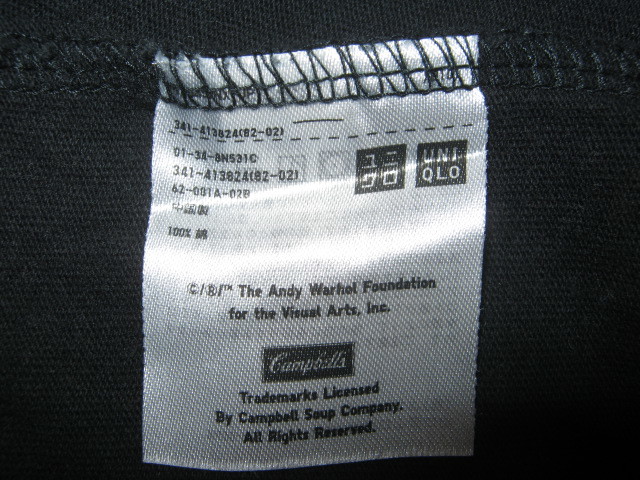 341-413824(82-02)
01-34-8N531C
341-413824(82-02)
62-001A-02B
中国製
100% 綿
ユニ
クロ
UNI
QLO
©/®/™ The Andy Warhol Foundation
for the Visual Arts, Inc.
Campbell's
Trademarks Licensed
By Campbell Soup Company.
All Rights Reserved.